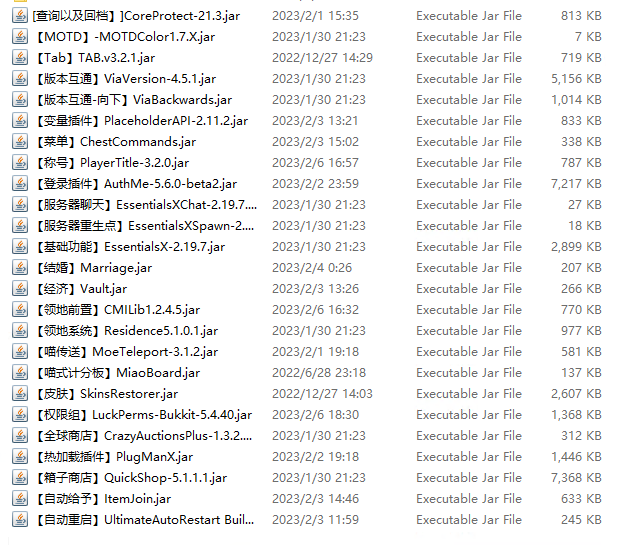 [查询以及回档】]CoreProtect-21.3.jar 2023/2/1 15:35 Executable Jar File 813 KB
【MOTD】-MOTDColor1.7.X.jar 2023/1/30 21:23 Executable Jar File 7 KB
【Tab】TAB.v3.2.1.jar 2022/12/27 14:29 Executable Jar File 719 KB
【版本互通】ViaVersion-4.5.1.jar 2023/1/30 21:23 Executable Jar File 5,156 KB
【版本互通-向下】ViaBackwards.jar 2023/1/30 21:23 Executable Jar File 1,014 KB
【变量插件】PlaceholderAPI-2.11.2.jar 2023/2/3 13:21 Executable Jar File 833 KB
【菜单】ChestCommands.jar 2023/2/3 15:02 Executable Jar File 338 KB
【称号】PlayerTitle-3.2.0.jar 2023/2/6 16:57 Executable Jar File 787 KB
【登录插件】AuthMe-5.6.0-beta2.jar 2023/2/2 23:59 Executable Jar File 7,217 KB
【服务器聊天】EssentialsXChat-2.19.7.... 2023/1/30 21:23 Executable Jar File 27 KB
【服务器重生点】EssentialsXSpawn-2.... 2023/1/30 21:23 Executable Jar File 18 KB
【基础功能】EssentialsX-2.19.7.jar 2023/1/30 21:23 Executable Jar File 2,899 KB
【结婚】Marriage.jar 2023/2/4 0:26 Executable Jar File 207 KB
【经济】Vault.jar 2023/2/3 13:26 Executable Jar File 266 KB
【领地前置】CMILib1.2.4.5.jar 2023/2/6 16:32 Executable Jar File 770 KB
【领地系统】Residence5.1.0.1.jar 2023/1/30 21:23 Executable Jar File 977 KB
【喵传送】MoeTeleport-3.1.2.jar 2023/2/1 19:18 Executable Jar File 581 KB
【喵式计分板】MiaoBoard.jar 2022/6/28 23:18 Executable Jar File 137 KB
【皮肤】SkinsRestorer.jar 2022/12/27 14:03 Executable Jar File 2,607 KB
【权限组】LuckPerms-Bukkit-5.4.40.jar 2023/2/6 18:30 Executable Jar File 1,368 KB
【全球商店】CrazyAuctionsPlus-1.3.2.... 2023/1/30 21:23 Executable Jar File 312 KB
【热加载插件】PlugManX.jar 2023/2/2 19:18 Executable Jar File 1,446 KB
【箱子商店】QuickShop-5.1.1.1.jar 2023/1/30 21:23 Executable Jar File 7,368 KB
【自动给予】ItemJoin.jar 2023/2/3 14:46 Executable Jar File 633 KB
【自动重启】UltimateAutoRestart Buil... 2023/2/3 11:59 Executable Jar File 245 KB